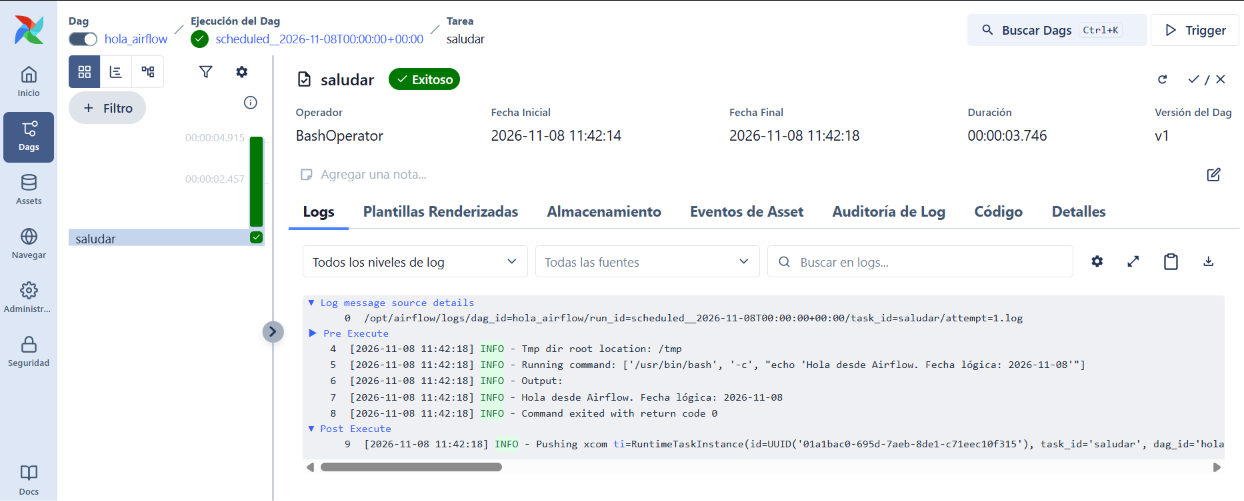 Dag
hola_airflow
Ejecución del Dag
scheduled__2026-11-08T00:00:00+00:00
Tarea
saludar
Buscar Dags Ctrl+K
Trigger
Inicio
Dags
Assets
Navegar
Administr...
Seguridad
Docs
Filtro
00:00:04.915
00:00:02.457
saludar
saludar Exitoso
Operador Fecha Inicial Fecha Final Duración Versión del Dag
BashOperator 2026-11-08 11:42:14 2026-11-08 11:42:18 00:00:03.746 v1
Agregar una nota...
Logs Plantillas Renderizadas Almacenamiento Eventos de Asset Auditoría de Log Código Detalles
Todos los niveles de log Todas las fuentes Buscar en logs...
Log message source details
0 /opt/airflow/logs/dag_id=hola_airflow/run_id=scheduled__2026-11-08T00:00:00+00:00/task_id=saludar/attempt=1.log
Pre Execute
4 [2026-11-08 11:42:18] INFO - Tmp dir root location: /tmp
5 [2026-11-08 11:42:18] INFO - Running command: ['/usr/bin/bash', '-c', "echo 'Hola desde Airflow. Fecha lógica: 2026-11-08'"]
6 [2026-11-08 11:42:18] INFO - Output:
7 [2026-11-08 11:42:18] INFO - Hola desde Airflow. Fecha lógica: 2026-11-08
8 [2026-11-08 11:42:18] INFO - Command exited with return code 0
Post Execute
9 [2026-11-08 11:42:18] INFO - Pushing xcom ti=RuntimeTaskInstance(id=UUID('01a1bac0-695d-7aeb-8de1-c71eec10f315'), task_id='saludar', dag_id='hola